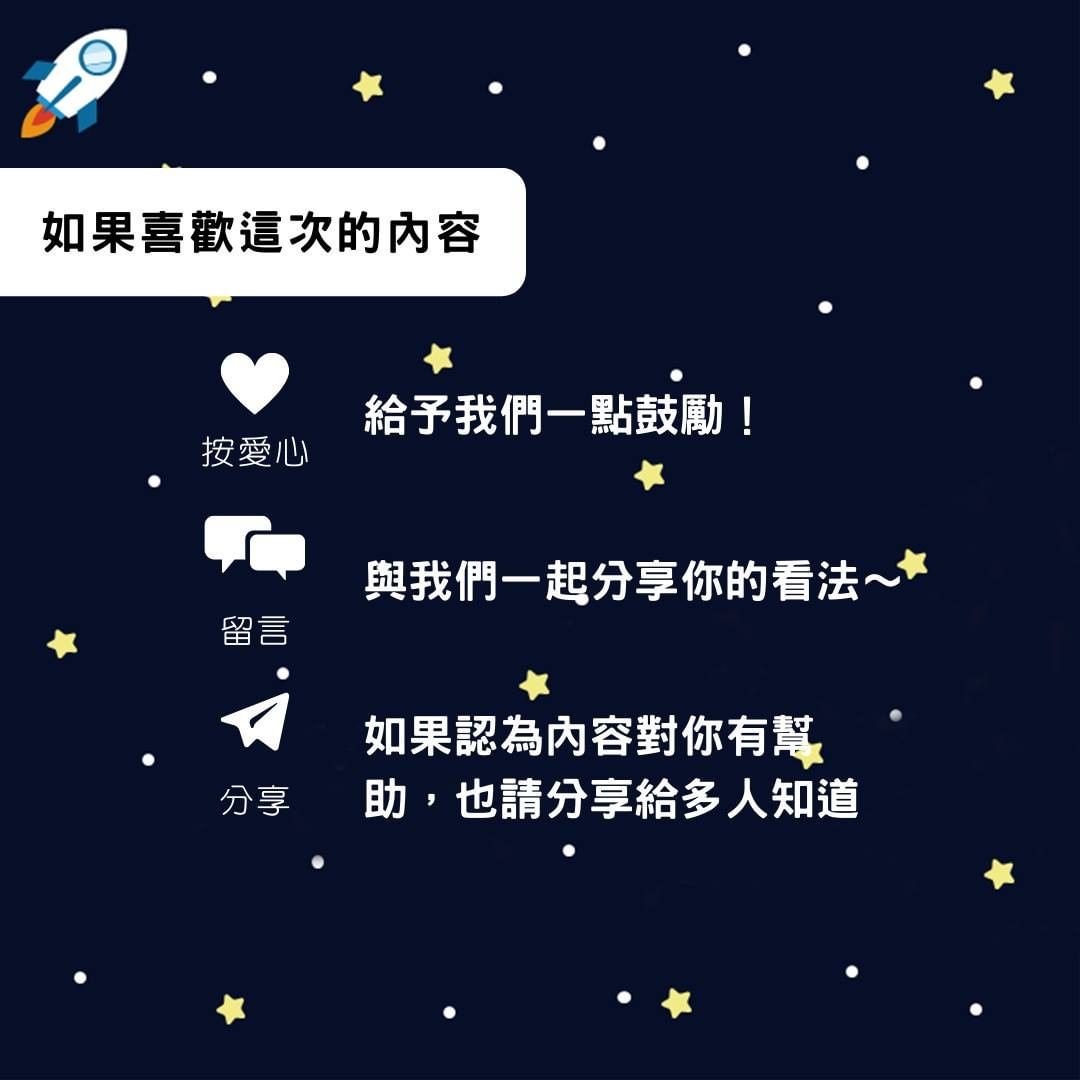 如果喜歡這次的內容
給予我們一點鼓勵！
按愛心
與我們一起分享你的看法～
留言
如果認為內容對你有幫
助，也請分享給多人知道
分享